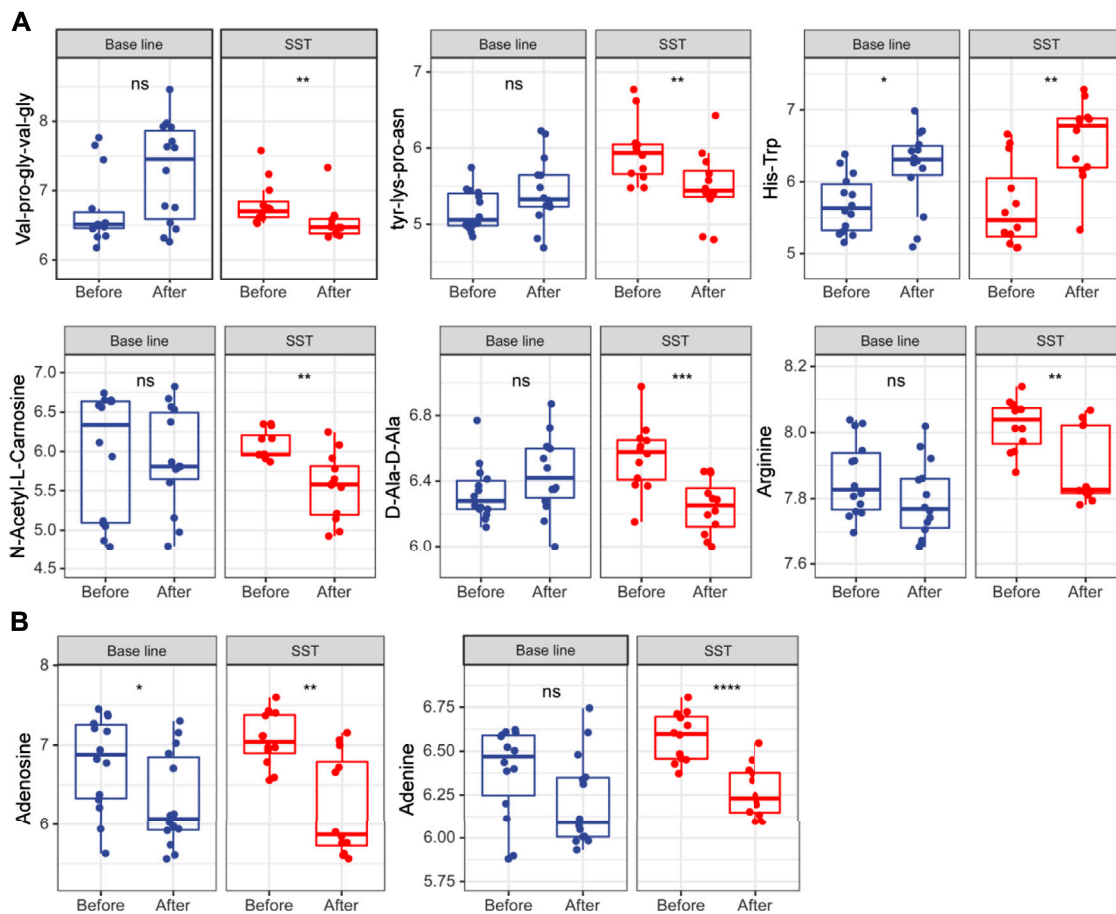 A
Base line SST
Val-pro-gly-val-gly
8
7
6
ns **
Before After Before After
Base line SST
tyr-lys-pro-asn
7
6
5
ns **
Before After Before After
Base line SST
His-Trp
7
6
5
* **
Before After Before After
Base line SST
N-Acetyl-L-Carnosine
7.0
6.5
6.0
5.5
5.0
4.5
ns **
Before After Before After
Base line SST
D-Ala-D-Ala
6.8
6.4
6.0
ns ***
Before After Before After
Base line SST
Arginine
8.2
8.0
7.8
7.6
ns **
Before After Before After
B
Base line SST
Adenosine
8
7
6
* **
Before After Before After
Base line SST
Adenine
6.75
6.50
6.25
6.00
5.75
ns ****
Before After Before After